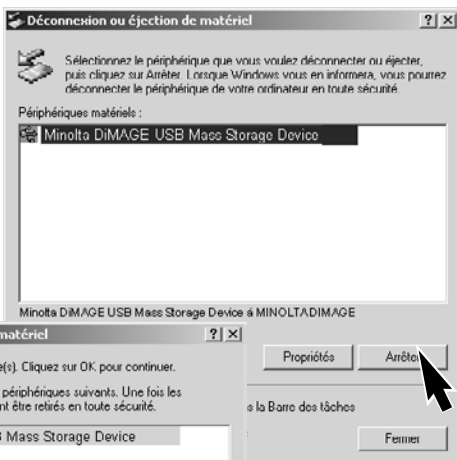 Déconnexion ou éjection de matériel
Sélectionnez le périphérique que vous voulez déconnecter ou éjecter,
puis cliquez sur Arrêter. Lorsque Windows vous en informera, vous pourrez
déconnecter le périphérique de votre ordinateur en toute sécurité.
Périphériques matériels :
Minolta DiMAGE USB Mass Storage Device
Minolta DiMAGE USB Mass Storage Device á MINOLTADIMAGE
Propriétés
matériel
e(s). Cliquez sur OK pour continuer.
périphériques suivants. Une fois les
nt être retirés en toute sécurité.
Mass Storage Device
s la Barre des tâches
Fermer